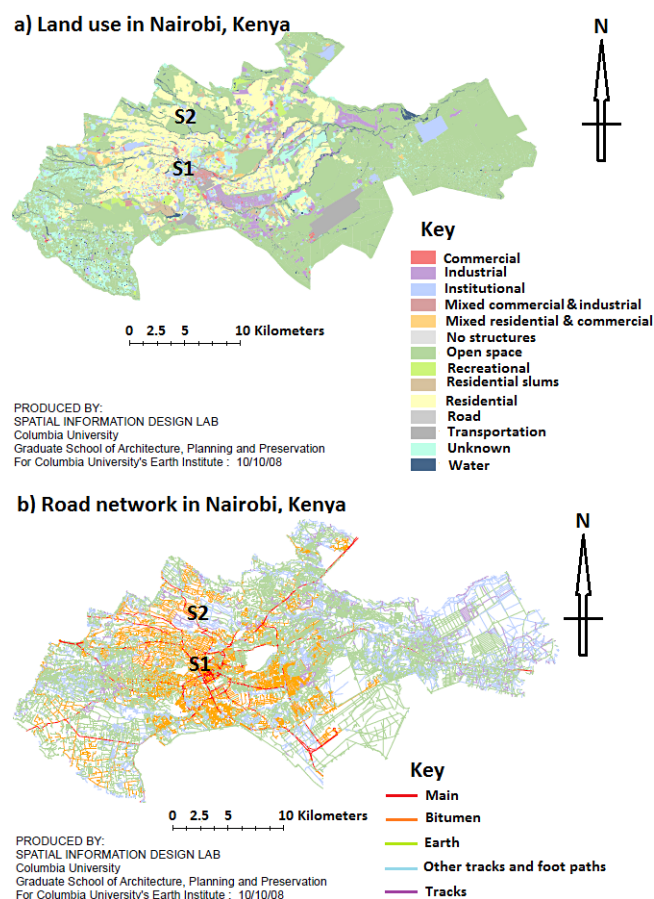 a) Land use in Nairobi, Kenya
N
S2
S1
Key
Commercial
Industrial
Institutional
Mixed commercial & industrial
Mixed residential & commercial
No structures
Open space
Recreational
Residential slums
Residential
Road
Transportation
Unknown
Water
0 2.5 5 10 Kilometers
PRODUCED BY:
SPATIAL INFORMATION DESIGN LAB
Columbia University
Graduate School of Architecture, Planning and Preservation
For Columbia University's Earth Institute : 10/10/08
b) Road network in Nairobi, Kenya
N
S2
S1
Key
Main
Bitumen
Earth
Other tracks and foot paths
Tracks
0 2.5 5 10 Kilometers
PRODUCED BY:
SPATIAL INFORMATION DESIGN LAB
Columbia University
Graduate School of Architecture, Planning and Preservation
For Columbia University's Earth Institute : 10/10/08